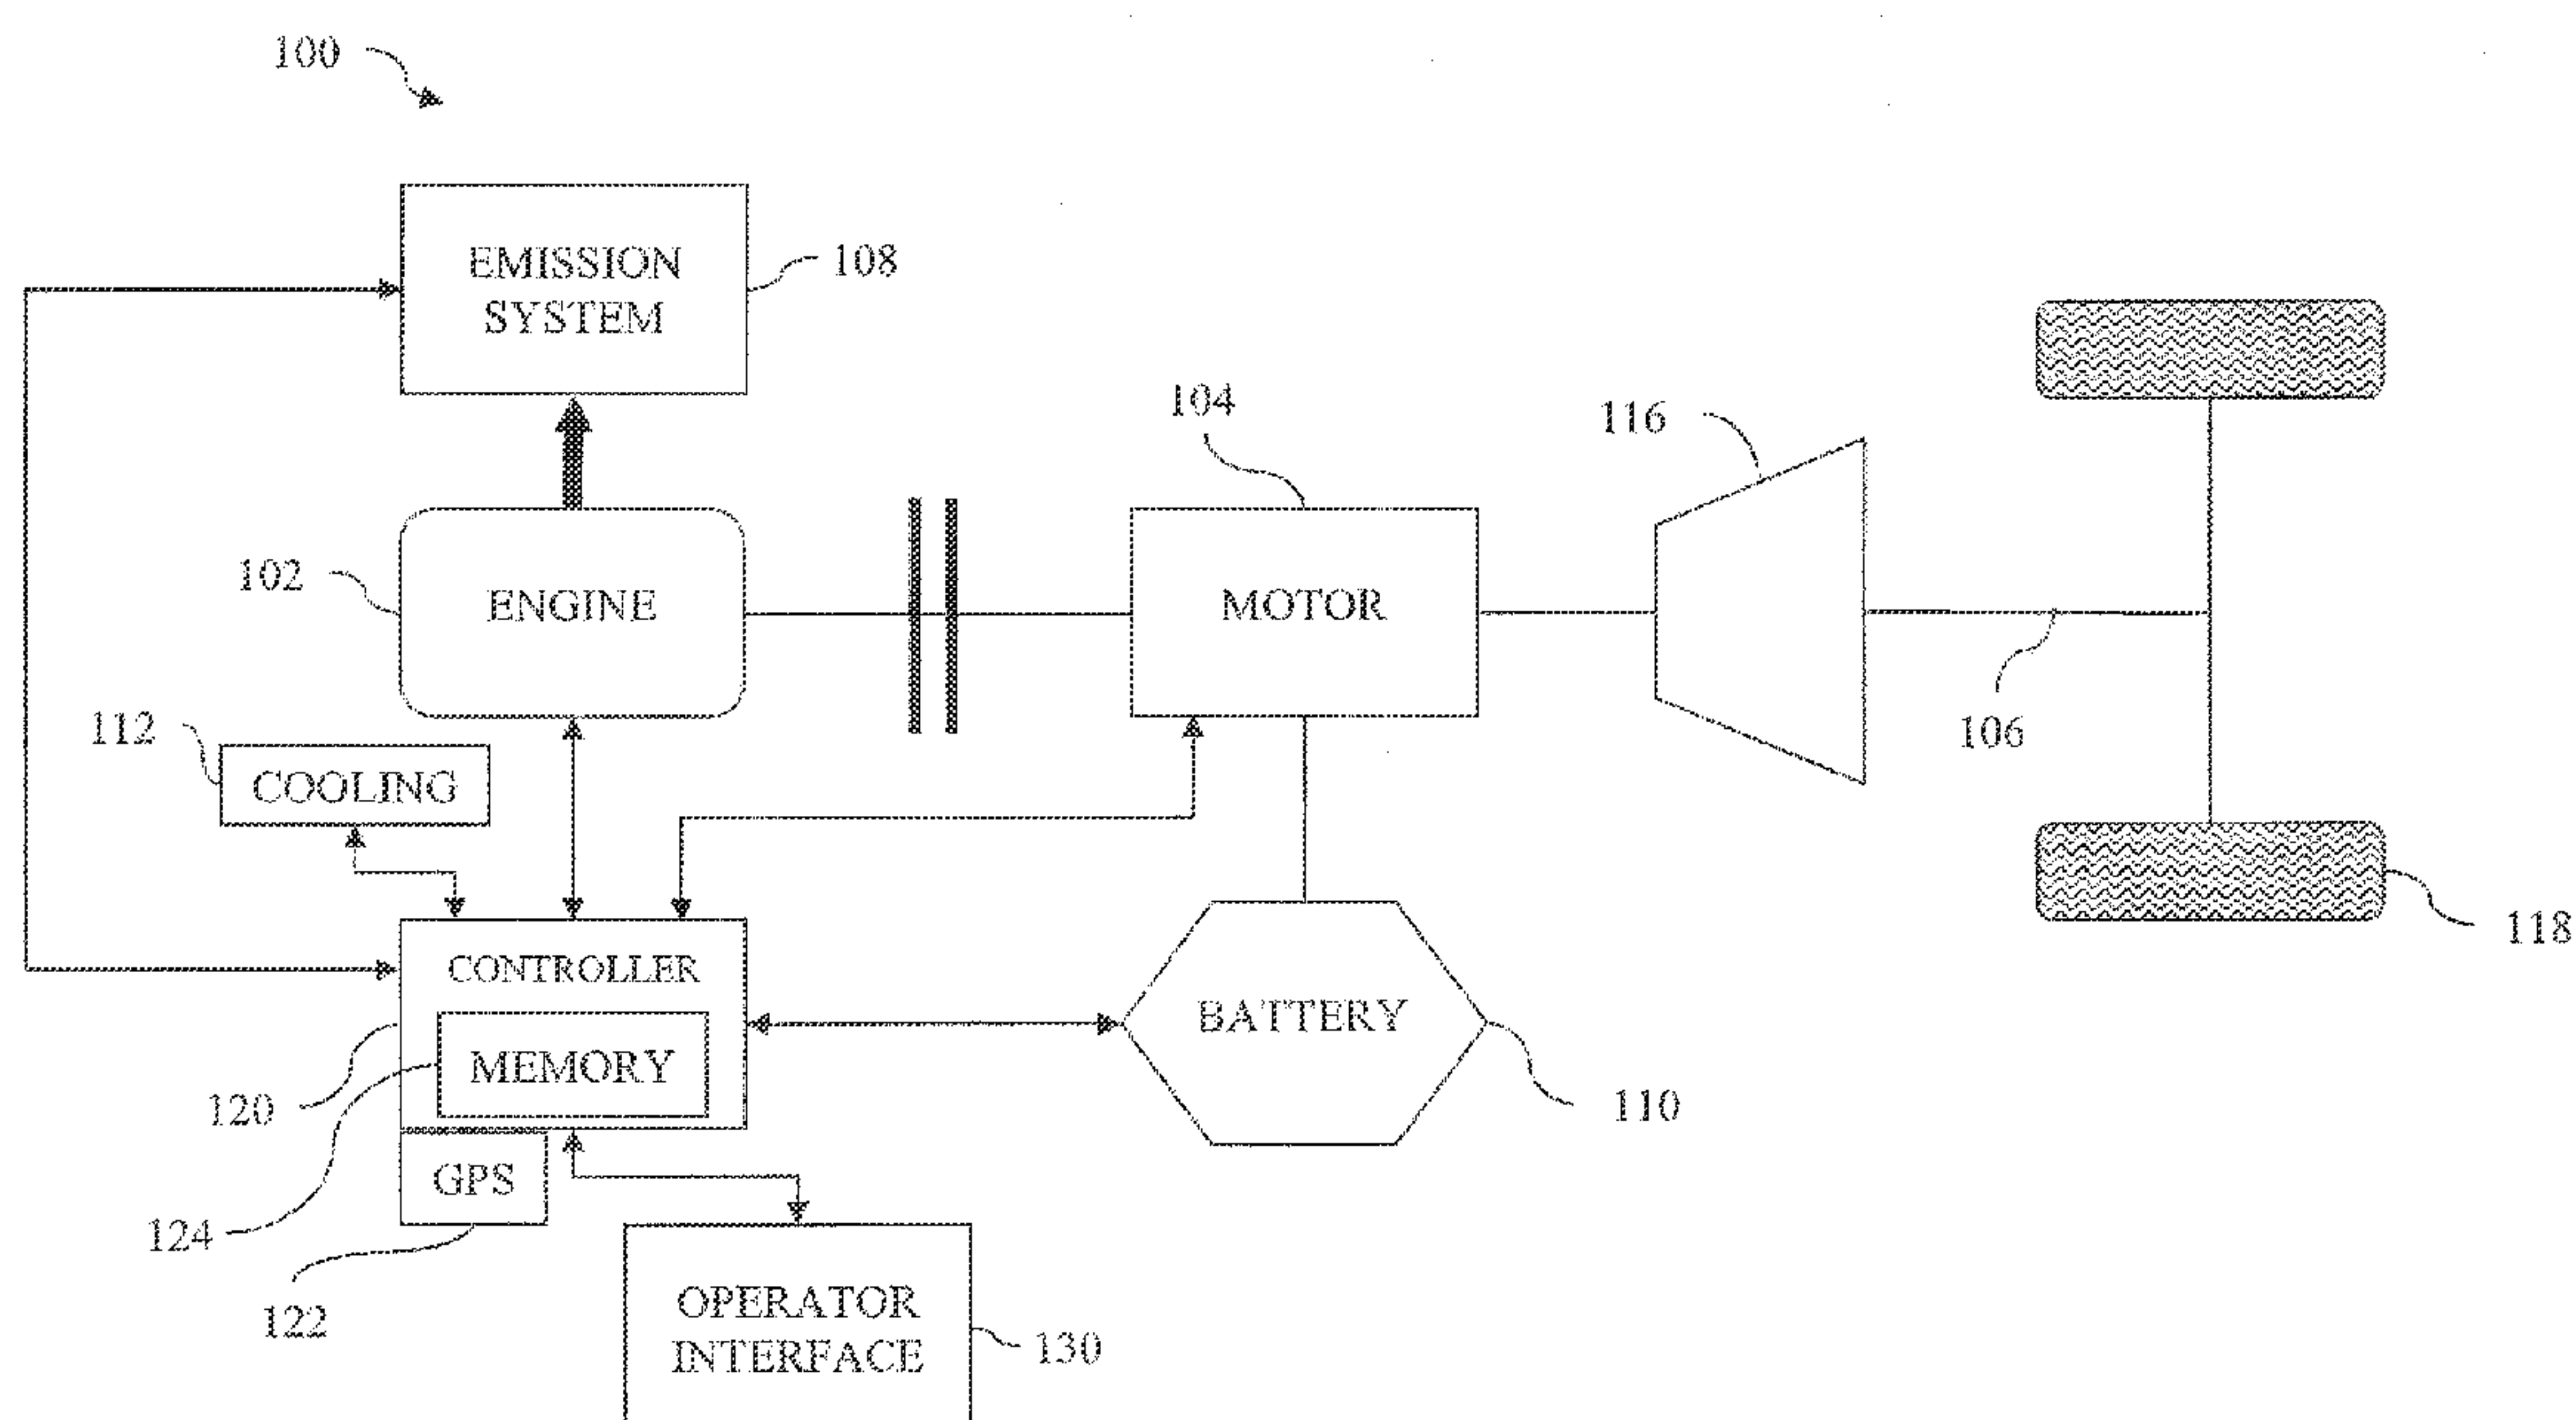 100
EMISSION
SYSTEM
108
104
116
102
ENGINE
MOTOR
106
112
COOLING
118
CONTROLLER
MEMORY
BATTERY
120
110
GPS
124
122
OPERATOR
INTERFACE
130